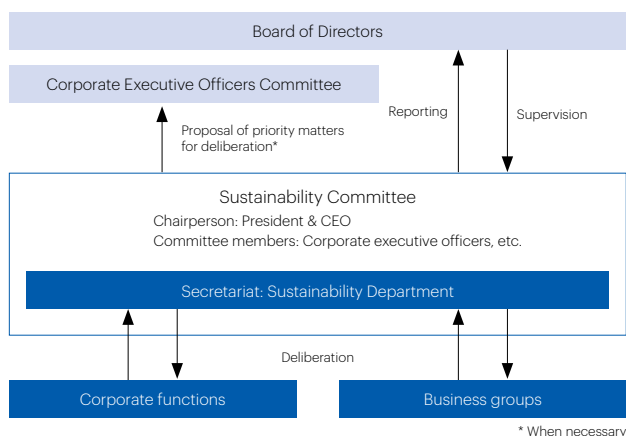 Board of Directors
Corporate Executive Officers Committee
Reporting
Supervision
Proposal of priority matters
for deliberation*
Sustainability Committee
Chairperson: President & CEO
Committee members: Corporate executive officers, etc.
Secretariat: Sustainability Department
Deliberation
Corporate functions
Business groups
* When necessary